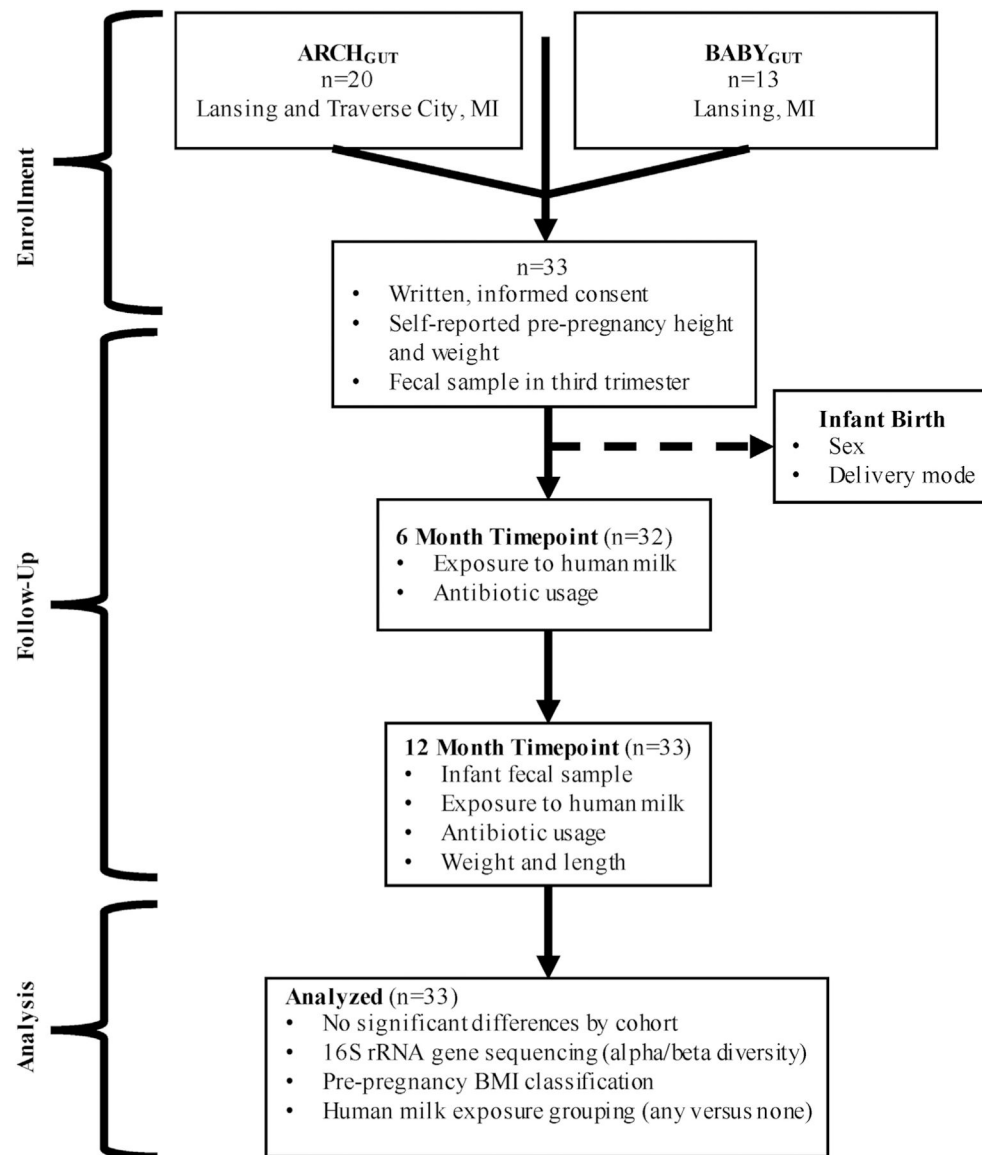 ARCHGUT
n=20
Lansing and Traverse City, MI
BABYGUT
n=13
Lansing, MI
Enrollment
n=33
• Written, informed consent
• Self-reported pre-pregnancy height
and weight
• Fecal sample in third trimester
Infant Birth
• Sex
• Delivery mode
Follow-Up
6 Month Timepoint (n=32)
• Exposure to human milk
• Antibiotic usage
12 Month Timepoint (n=33)
• Infant fecal sample
• Exposure to human milk
• Antibiotic usage
• Weight and length
Analysis
Analyzed (n=33)
• No significant differences by cohort
• 16S rRNA gene sequencing (alpha/beta diversity)
• Pre-pregnancy BMI classification
• Human milk exposure grouping (any versus none)